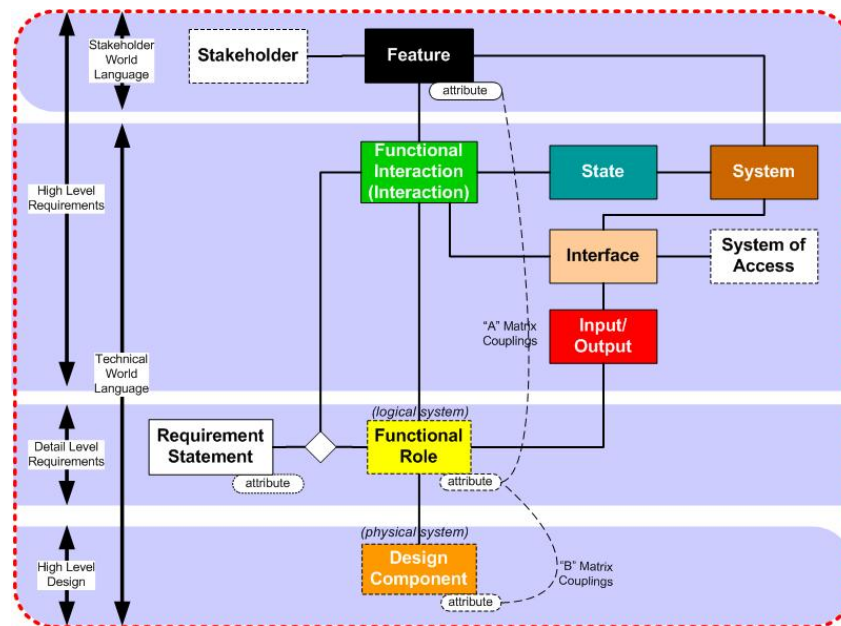 Stakeholder
World
Language
Stakeholder
Feature
attribute
High Level
Requirements
Functional
Interaction
(Interaction)
State
System
Interface
System of
Access
"A" Matrix
Couplings
Input/
Output
Technical
World
Language
Detail Level
Requirements
Requirement
Statement
attribute
(logical system)
Functional
Role
attribute
High Level
Design
(physical system)
Design
Component
attribute
"B" Matrix
Couplings